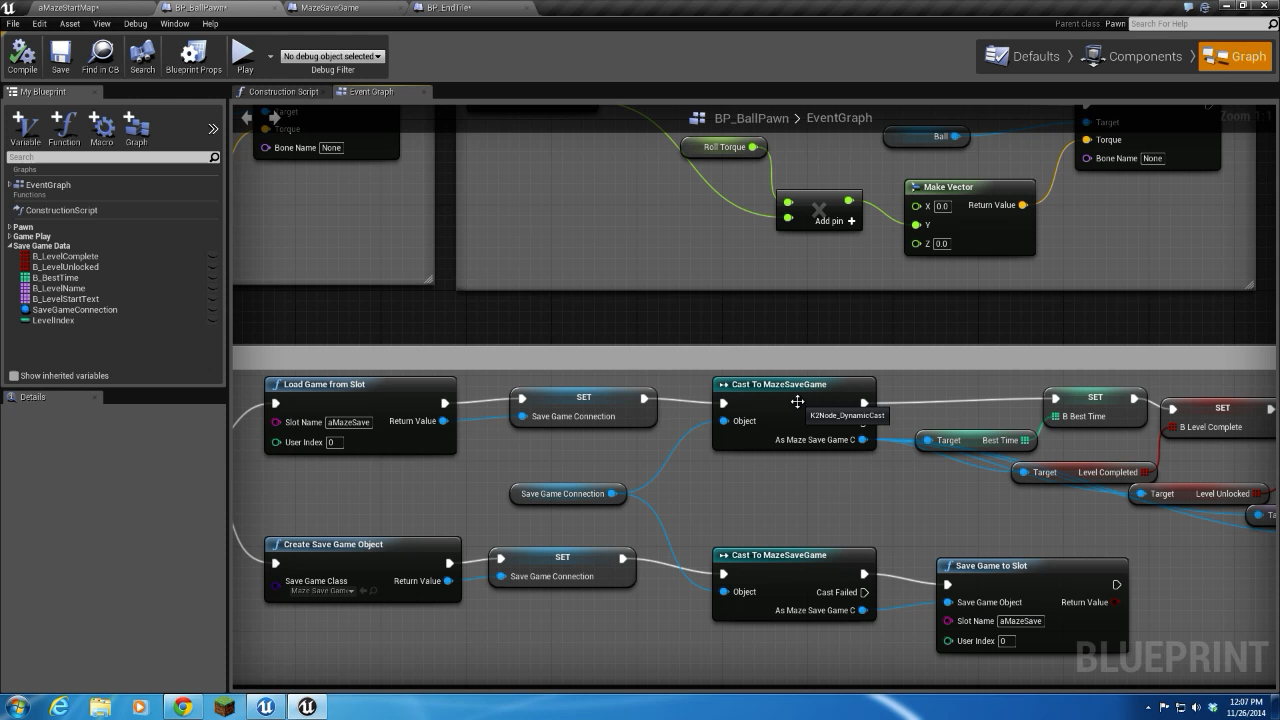 aMazeStartMap*
BP_BallPawn*
MazeSaveGame
BP_EndTile*
File Edit Asset View Debug Window Help
Parent class: Pawn Search For Help
Compile Save Find in CB Search Blueprint Props Play
No debug object selected
Debug Filter
Defaults Components Graph
My Blueprint
Construction Script Event Graph
Variable Function Macro Graph
Search
Graphs
EventGraph
Functions
ConstructionScript
Pawn
Game Play
Save Game Data
B_LevelComplete
B_LevelUnlocked
B_BestTime
B_LevelName
B_LevelStartText
SaveGameConnection
LevelIndex
Show inherited variables
Details
BP_BallPawn > EventGraph
Zoom 1:1
Target
Torque
Bone Name None
Roll Torque
Add pin
Ball
Make Vector
X 0.0 Return Value
Y
Z 0.0
Target
Torque
Bone Name None
Load Game from Slot
Slot Name aMazeSave Return Value
User Index 0
SET
Save Game Connection
Cast To MazeSaveGame
K2Node_DynamicCast
Object
As Maze Save Game C
SET
B Best Time
SET
B Level Complete
Target Best Time
Target Level Completed
Target Level Unlocked
Save Game Connection
Create Save Game Object
Save Game Class Return Value
SET
Save Game Connection
Cast To MazeSaveGame
Object Cast Failed
As Maze Save Game C
Save Game to Slot
Save Game Object Return Value
Slot Name aMazeSave
User Index 0
BLUEPRINT
12:07 PM
11/26/2014